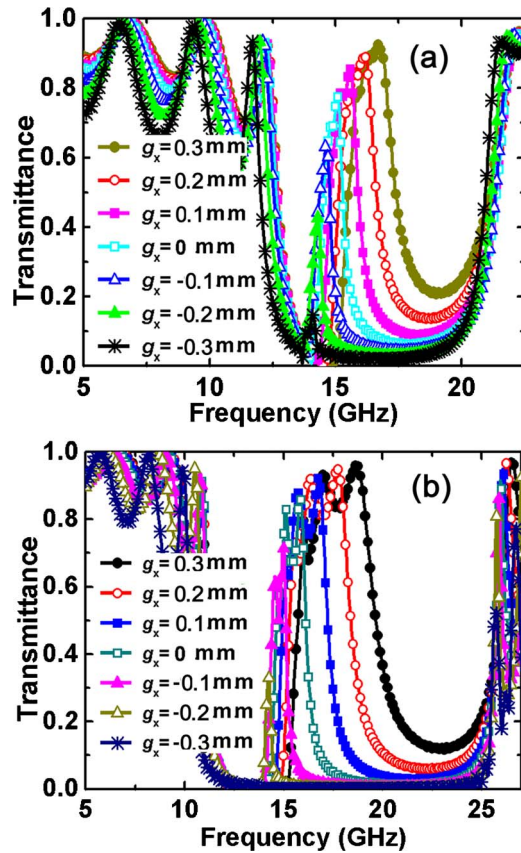 (a)
Transmittance
1.0
0.8
0.6
0.4
0.2
0.0
gx= 0.3mm
gx= 0.2mm
gx= 0.1mm
gx= 0 mm
gx= -0.1mm
gx= -0.2mm
gx= -0.3mm
5 10 15 20
Frequency (GHz)
(b)
Transmittance
1.0
0.8
0.6
0.4
0.2
0.0
gx= 0.3mm
gx= 0.2mm
gx= 0.1mm
gx= 0 mm
gx= -0.1mm
gx= -0.2mm
gx= -0.3mm
5 10 15 20 25
Frequency (GHz)